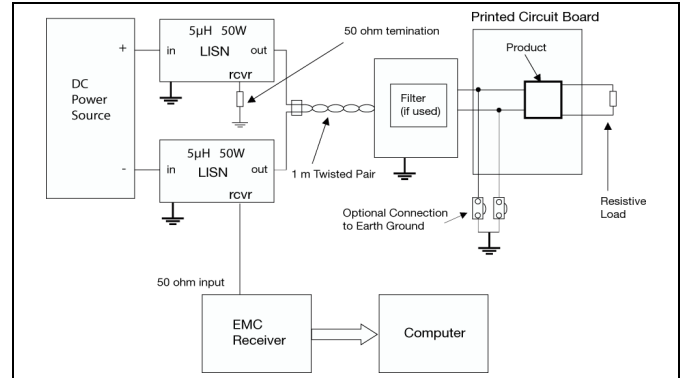 Printed Circuit Board
5µH 50W
in
LISN
out
rcvr
+
50 ohm temination
Product
DC
Power
Source
Filter
(if used)
5µH 50W
-
in
LISN
out
rcvr
1 m Twisted Pair
Optional Connection
to Earth Ground
Resistive
Load
50 ohm input
EMC
Receiver
Computer